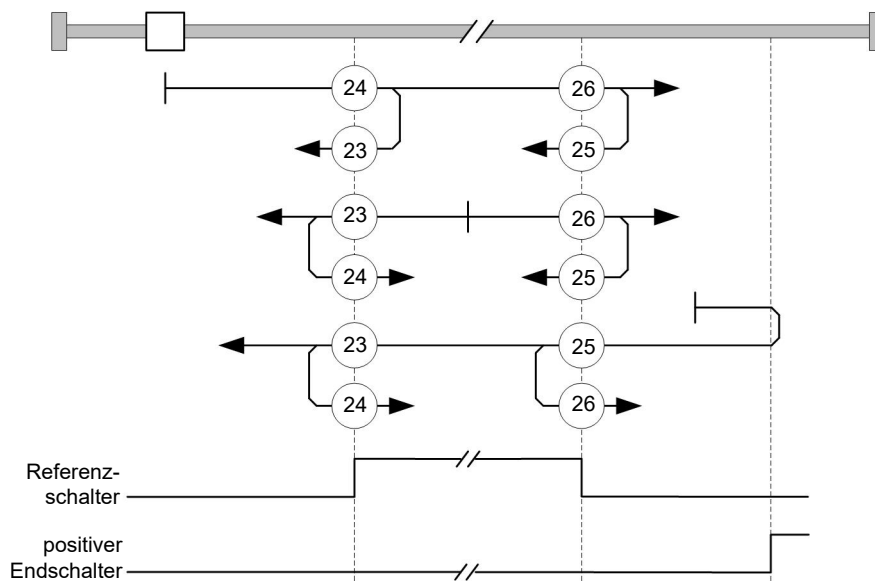 24 26
23 25
23 26
24 25
23 25
24 26
Referenz-
schalter
positiver
Endschalter